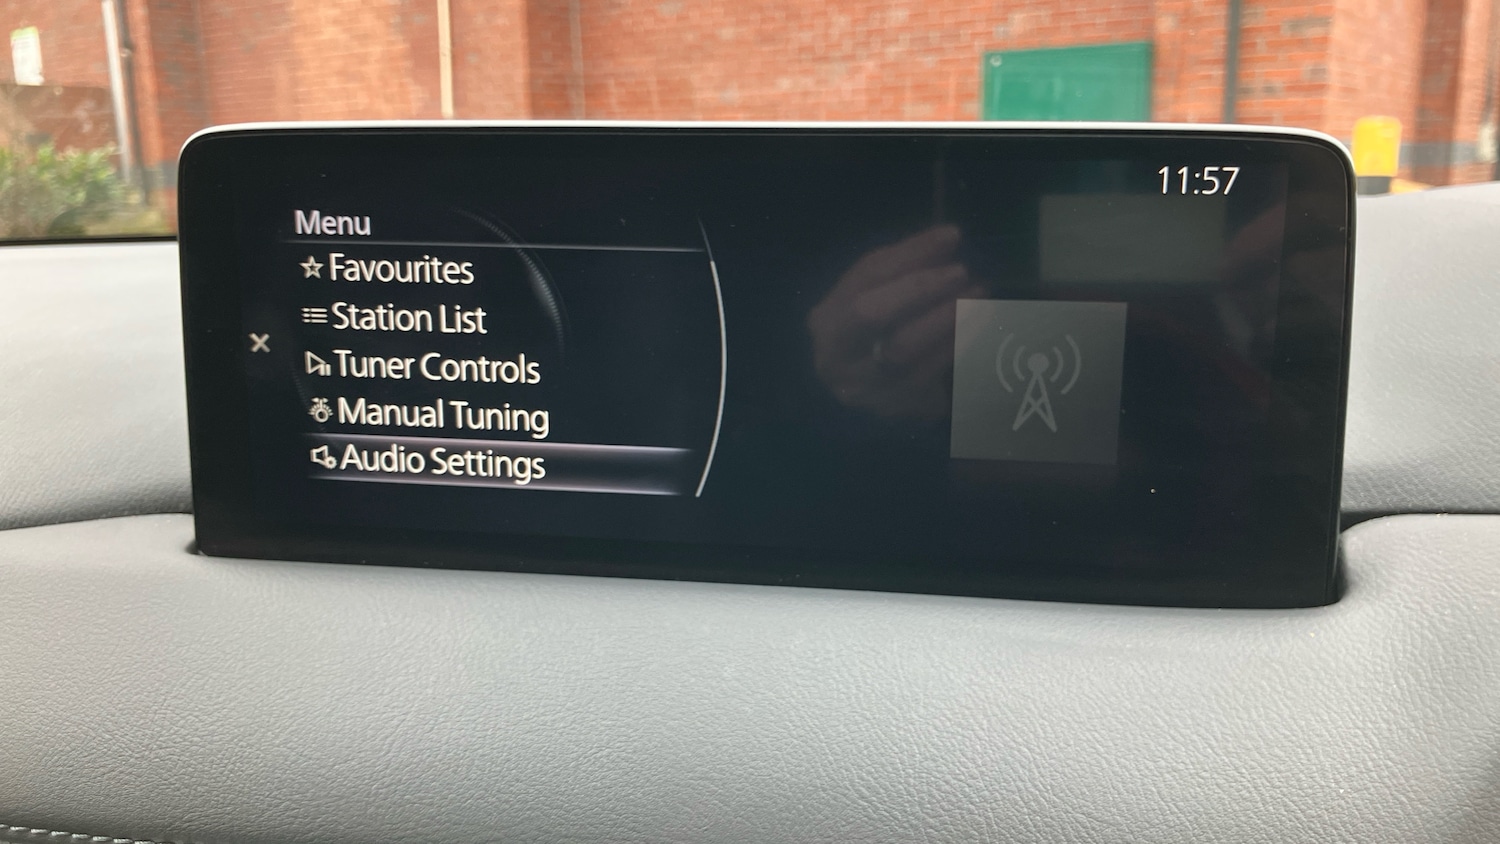 11:57
Menu
Favourites
Station List
Tuner Controls
Manual Tuning
Audio Settings